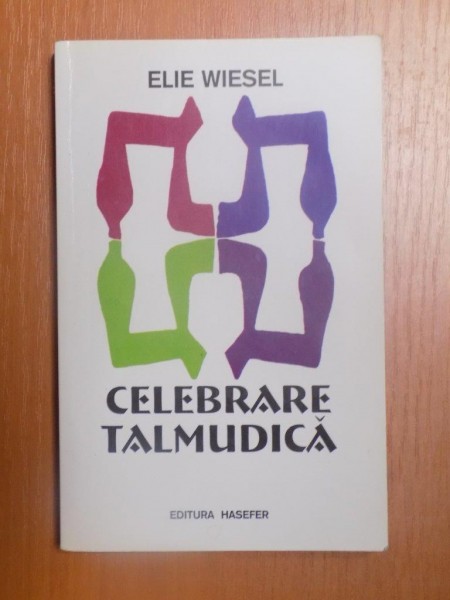 ELIE WIESEL
CELEBRARE
TALMUDICĂ
EDITURA HASEFER